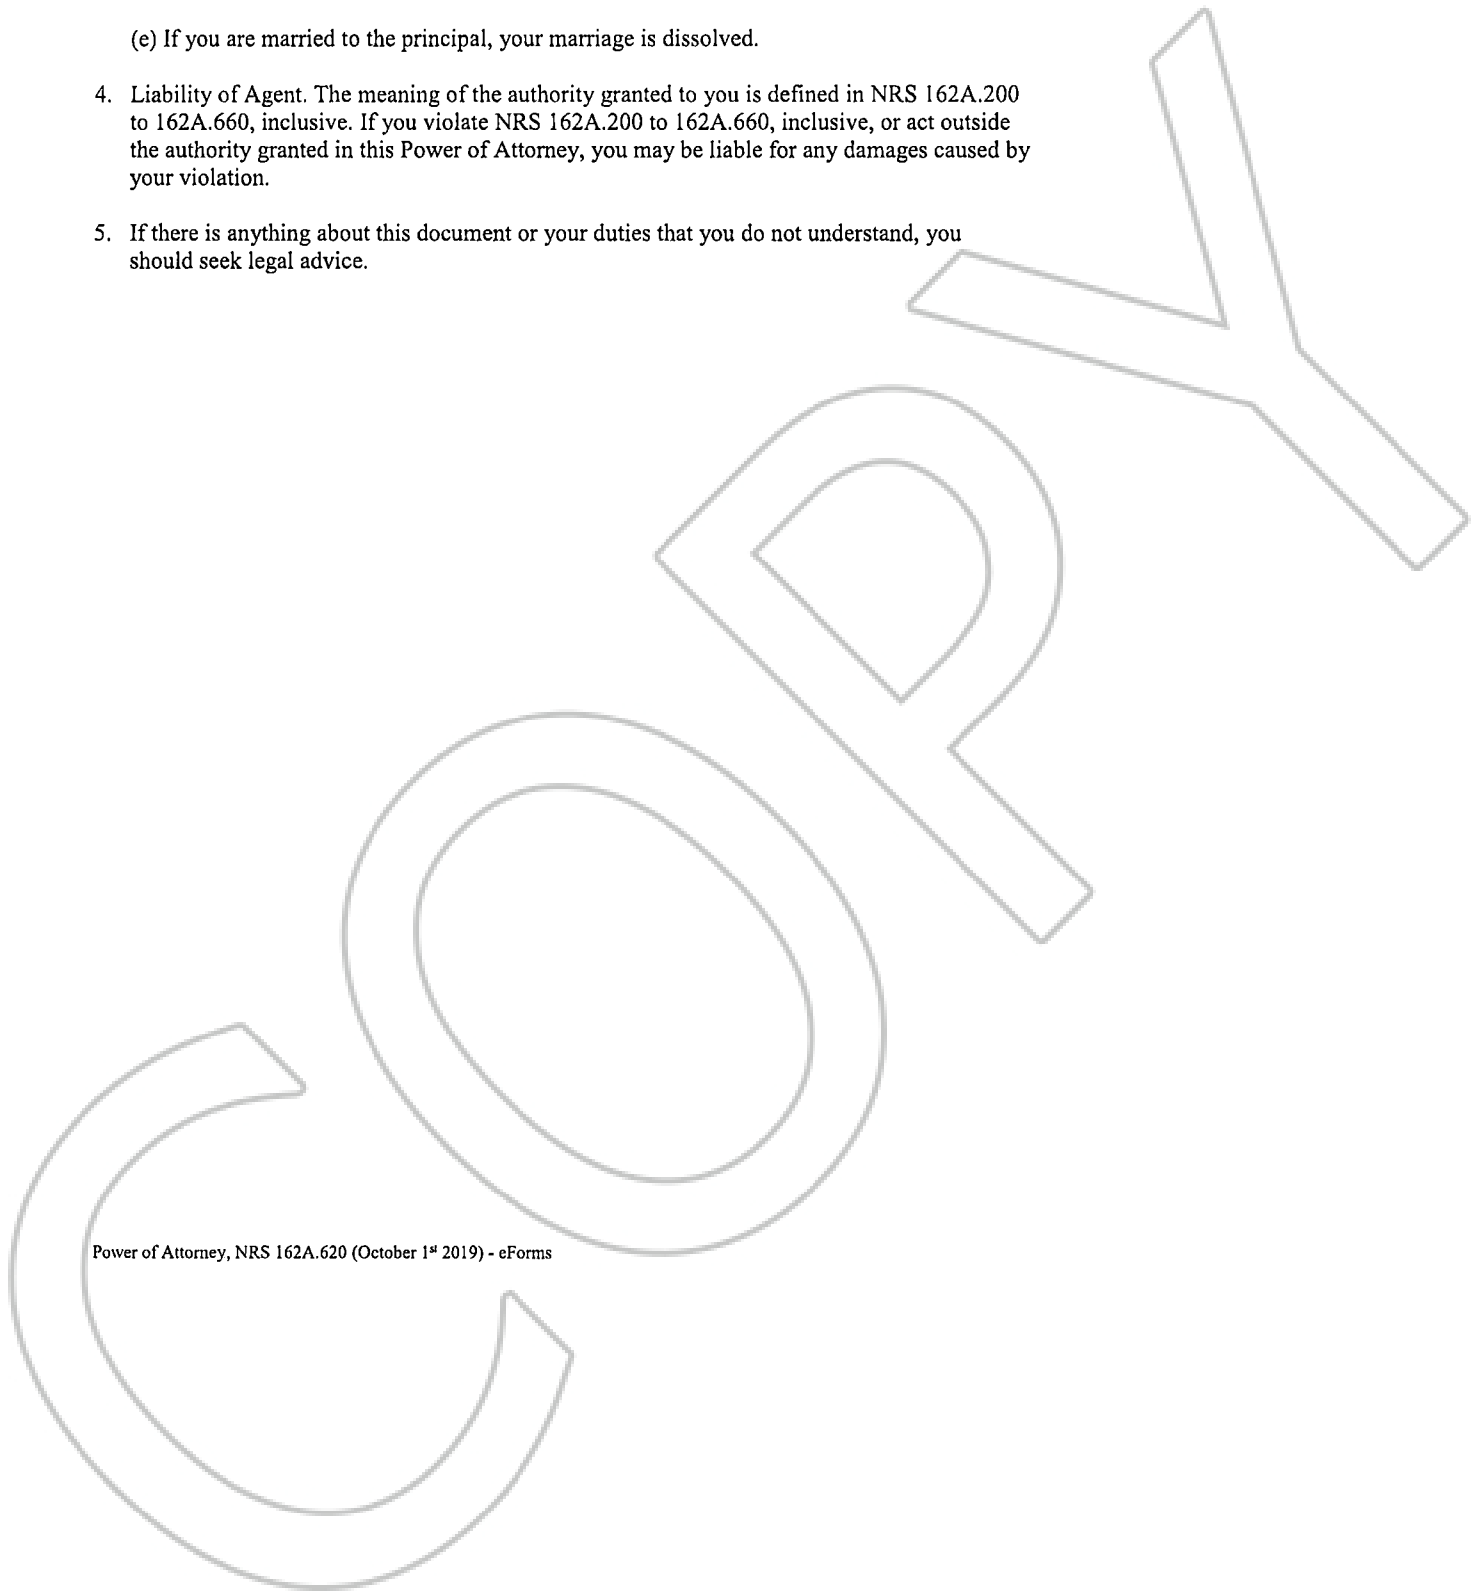 (e) If you are married to the principal, your marriage is dissolved.
4. Liability of Agent. The meaning of the authority granted to you is defined in NRS 162A.200
to 162A.660, inclusive. If you violate NRS 162A.200 to 162A.660, inclusive, or act outside
the authority granted in this Power of Attorney, you may be liable for any damages caused by
your violation.
5. If there is anything about this document or your duties that you do not understand, you
should seek legal advice.
COPY
Power of Attorney, NRS 162A.620 (October 1st 2019) - eForms